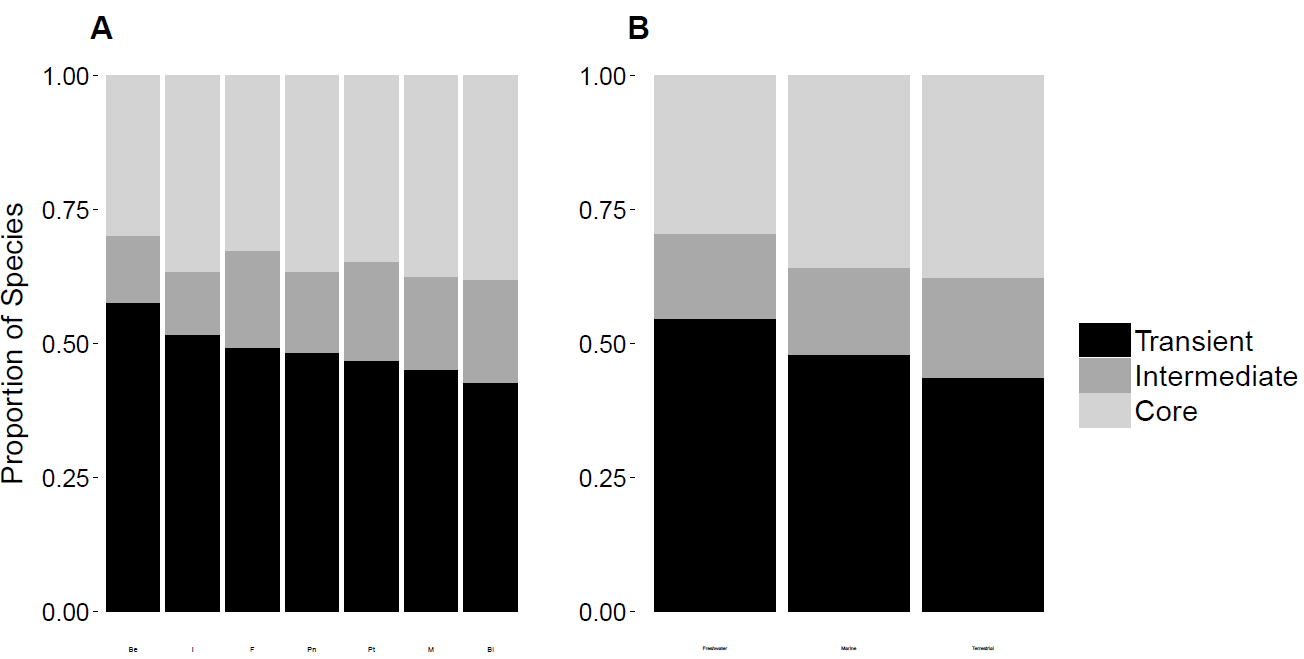 A
B
Proportion of Species
1.00
0.75
0.50
0.25
0.00
Be
I
F
Pn
Pt
M
BI
1.00
0.75
0.50
0.25
0.00
Freshwater
Marine
Terrestrial
Transient
Intermediate
Core